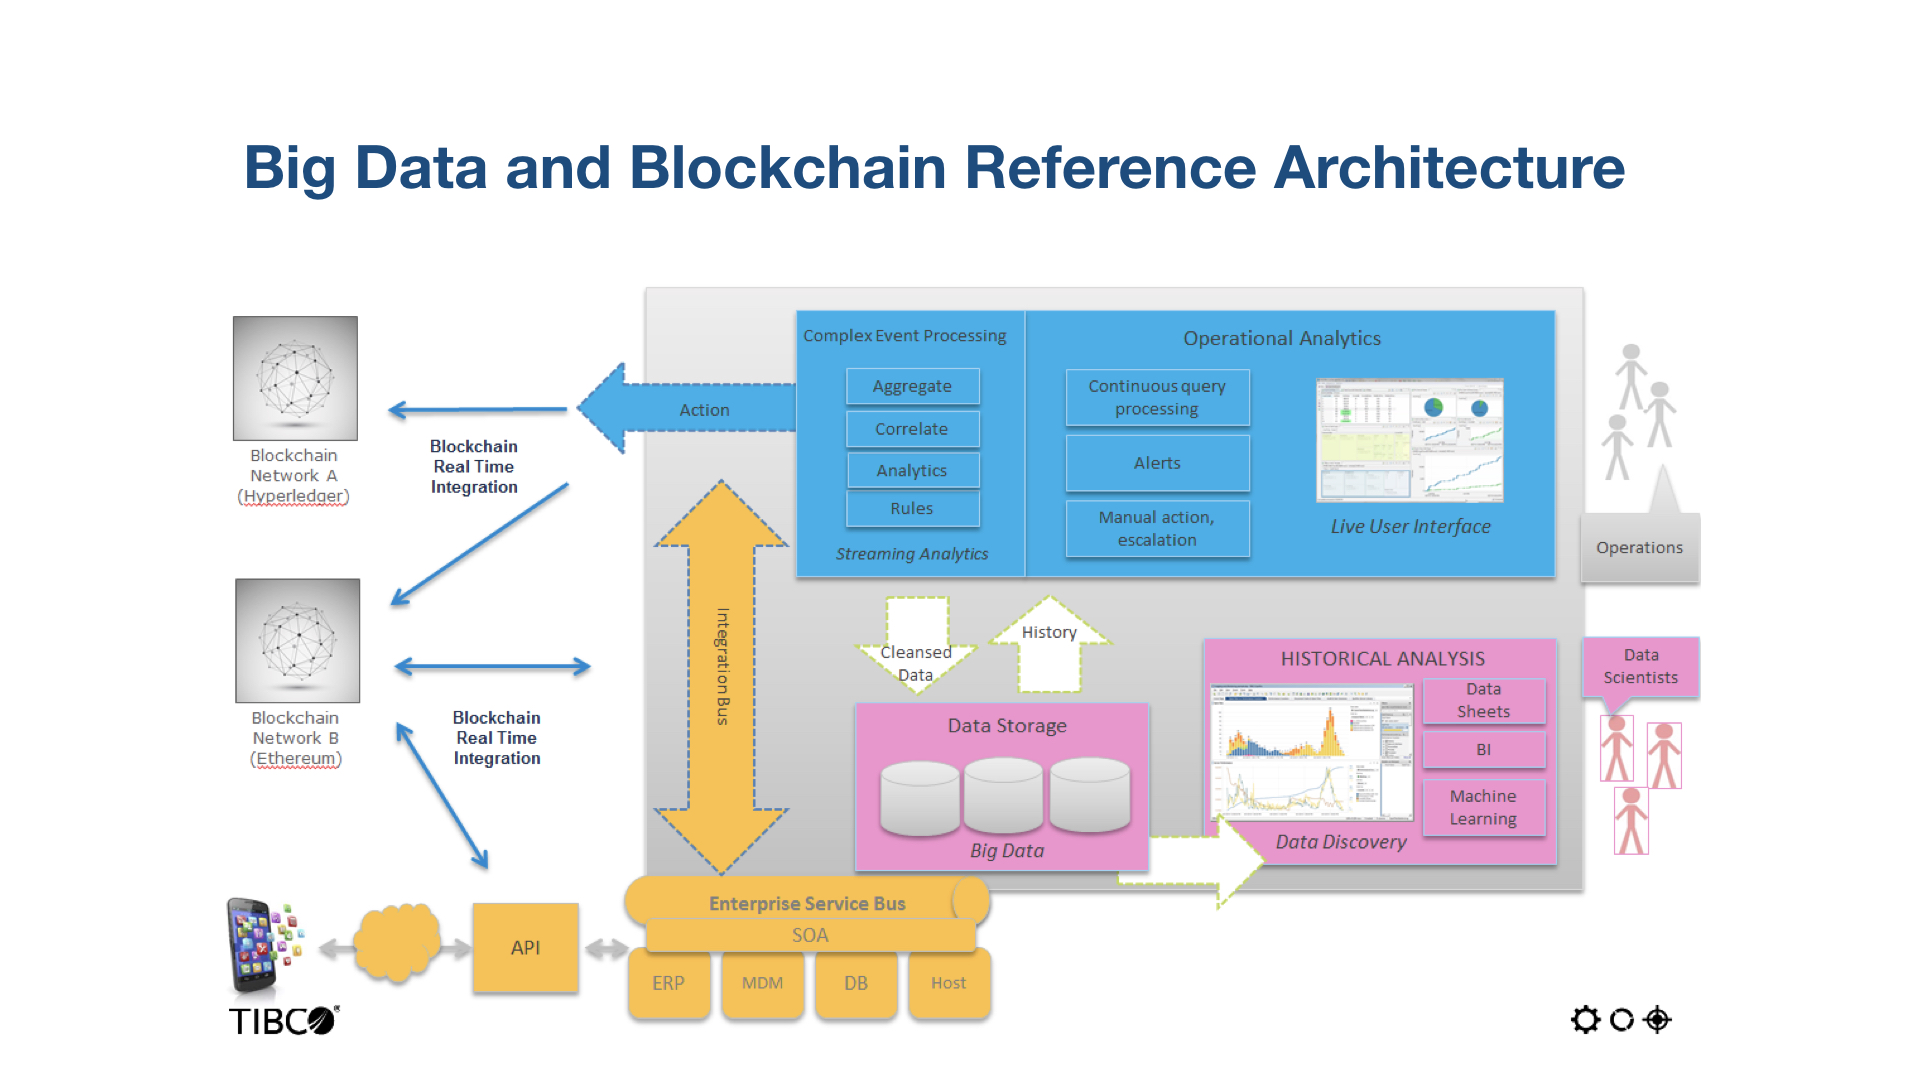 Big Data and Blockchain Reference Architecture
Blockchain
Network A
(Hyperledger)
Blockchain
Real Time
Integration
Action
Complex Event Processing
Aggregate
Correlate
Analytics
Rules
Streaming Analytics
Operational Analytics
Continuous query
processing
Alerts
Manual action,
escalation
Live User Interface
Operations
Blockchain
Network B
(Ethereum)
Blockchain
Real Time
Integration
Integration Bus
Cleansed
Data
History
Data Storage
Big Data
HISTORICAL ANALYSIS
Data
Sheets
BI
Machine
Learning
Data Discovery
Data
Scientists
API
Enterprise Service Bus
SOA
ERP
MDM
DB
Host
TIBCO®